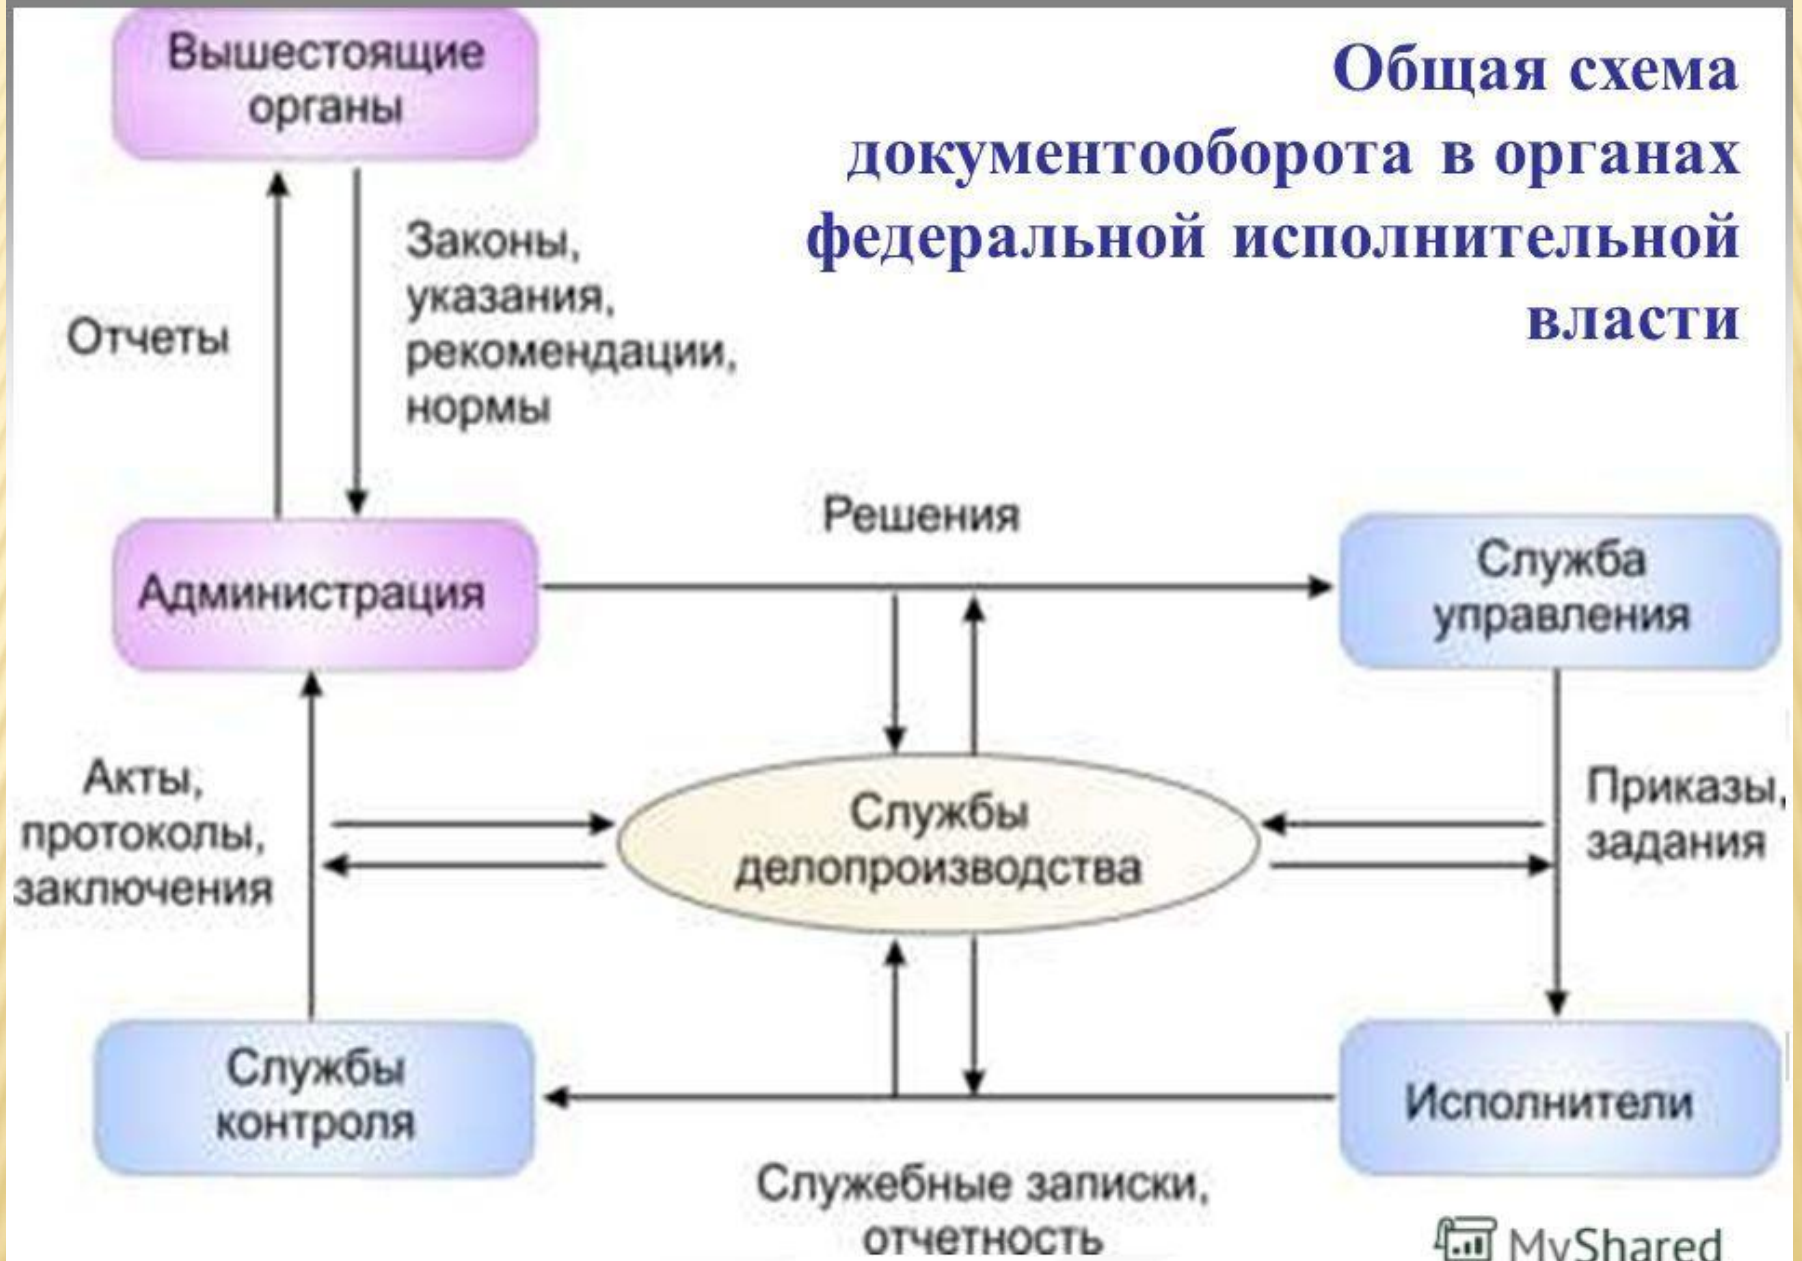 Вышестоящие
органы
Общая схема
документооборота в органах
федеральной исполнительной
власти
Отчеты
Законы,
указания,
рекомендации,
нормы
Решения
Администрация
Служба
управления
Акты,
протоколы,
заключения
Службы
делопроизводства
Приказы,
задания
Службы
контроля
Исполнители
Служебные записки,
отчетность
MyShared